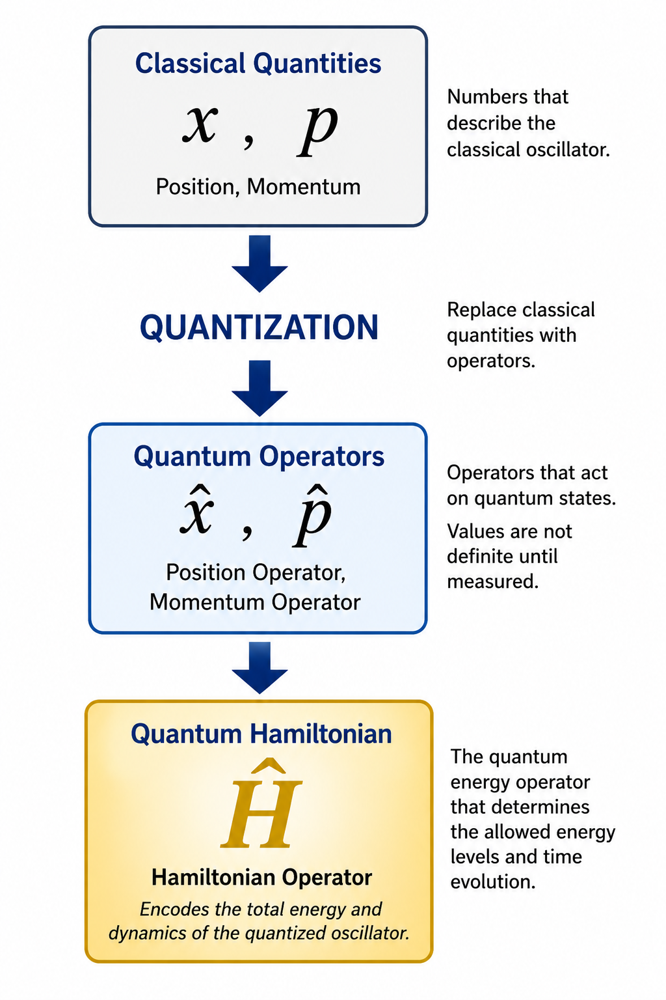 Classical Quantities
x , p
Position, Momentum
Numbers that
describe the
classical oscillator.
QUANTIZATION
Replace classical
quantities with
operators.
Quantum Operators
x̂ , p̂
Position Operator,
Momentum Operator
Operators that act
on quantum states.
Values are not
definite until
measured.
Quantum Hamiltonian
Ĥ
Hamiltonian Operator
Encodes the total energy and
dynamics of the quantized oscillator.
The quantum
energy operator
that determines
the allowed energy
levels and time
evolution.